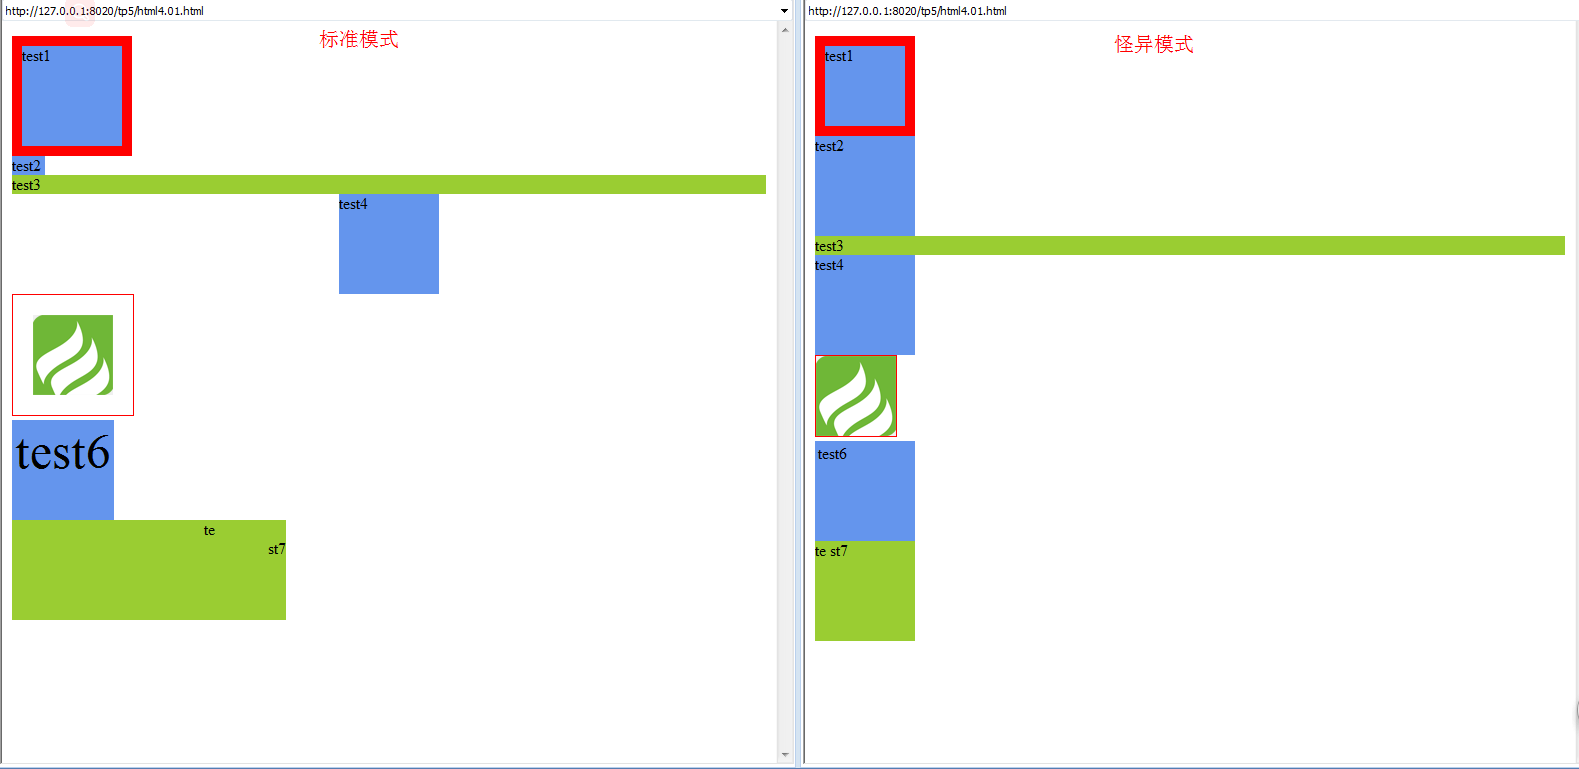 http://127.0.0.1:8020/tp5/html4.01.html
标准模式
test1
test2
test3
test4
test6
te
st7
http://127.0.0.1:8020/tp5/html4.01.html
怪异模式
test1
test2
test3
test4
test6
te st7